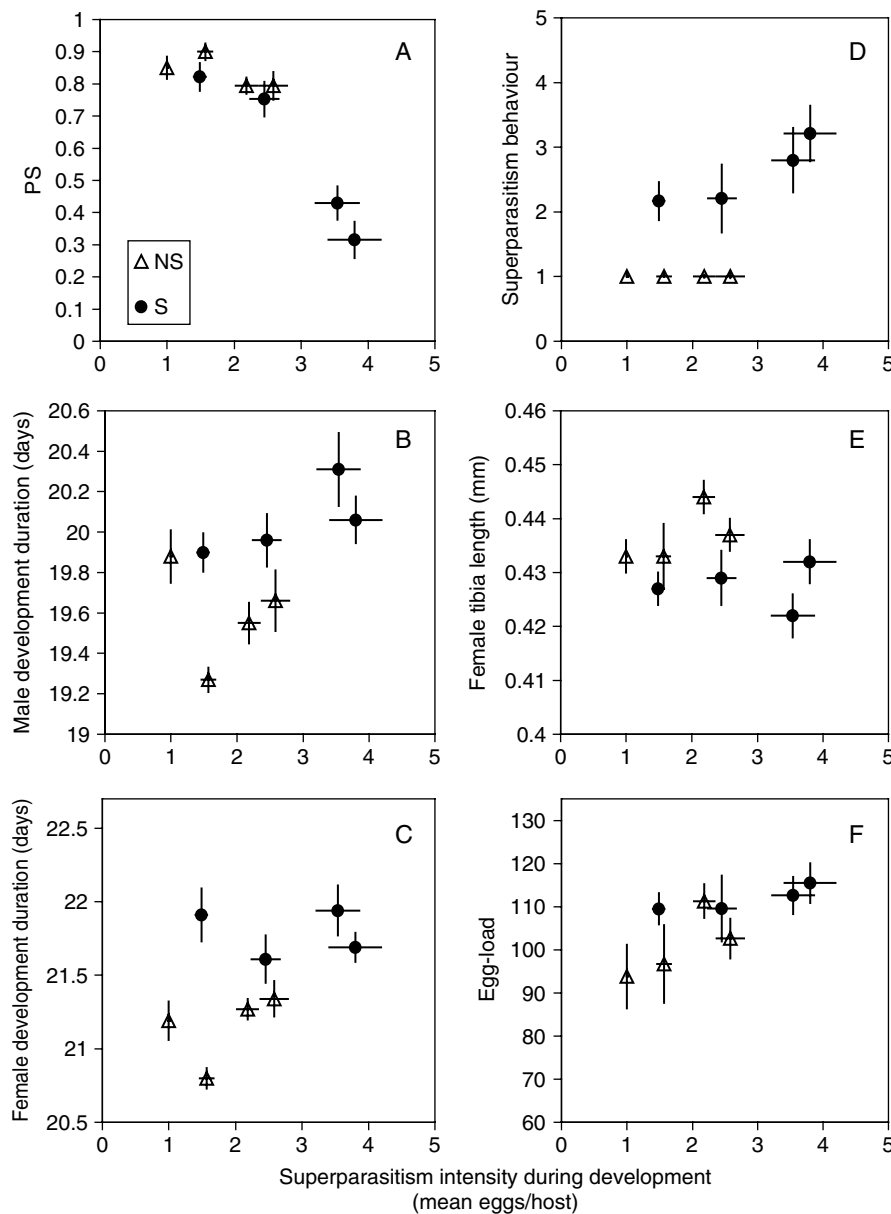 A
PS
1
0.9
0.8
0.7
0.6
0.5
0.4
0.3
0.2
0.1
0
NS
S
0 1 2 3 4 5
D
Superparasitism behaviour
5
4
3
2
1
0
0 1 2 3 4 5
B
Male development duration (days)
20.6
20.4
20.2
20
19.8
19.6
19.4
19.2
19
0 1 2 3 4 5
E
Female tibia length (mm)
0.46
0.45
0.44
0.43
0.42
0.41
0.4
0 1 2 3 4 5
C
Female development duration (days)
22.5
22
21.5
21
20.5
0 1 2 3 4 5
F
Egg-load
130
120
110
100
90
80
70
60
0 1 2 3 4 5
Superparasitism intensity during development
(mean eggs/host)